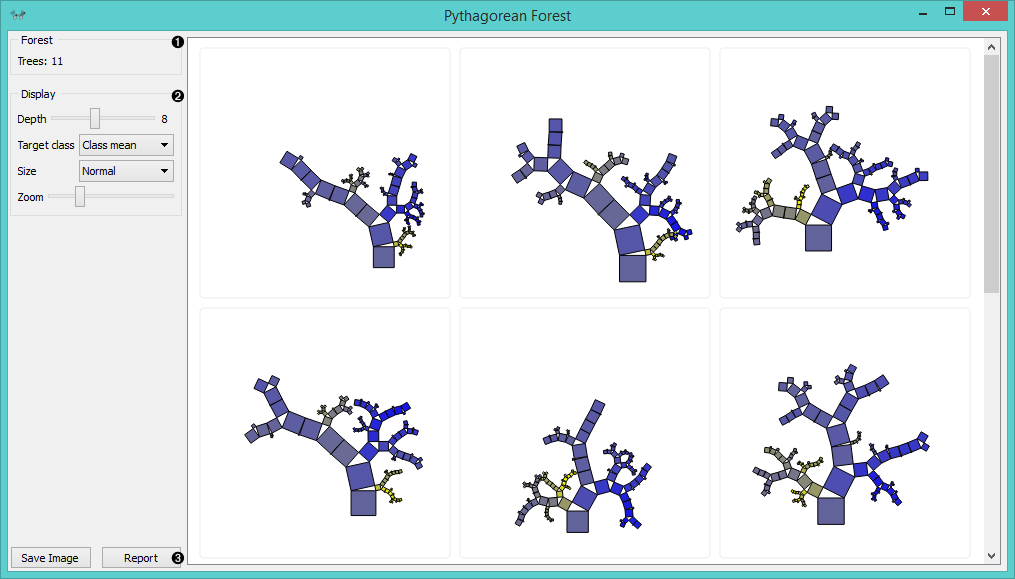 Pythagorean Forest
Forest
1
Trees: 11
Display
2
Depth 8
Target class Class mean
Size Normal
Zoom
Save Image Report 3